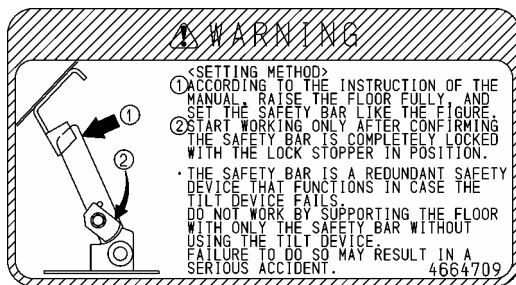 WARNING
<SETTING METHOD>
①ACCORDING TO THE INSTRUCTION OF THE
MANUAL, RAISE THE FLOOR FULLY, AND
SET THE SAFETY BAR LIKE THE FIGURE.
②START WORKING ONLY AFTER CONFIRMING
THE SAFETY BAR IS COMPLETELY LOCKED
WITH THE LOCK STOPPER IN POSITION.
・THE SAFETY BAR IS A REDUNDANT SAFETY
DEVICE THAT FUNCTIONS IN CASE THE
TILT DEVICE FAILS.
DO NOT WORK BY SUPPORTING THE FLOOR
WITH ONLY THE SAFETY BAR WITHOUT
USING THE TILT DEVICE.
FAILURE TO DO SO MAY RESULT IN A
SERIOUS ACCIDENT. 4664709
①
②